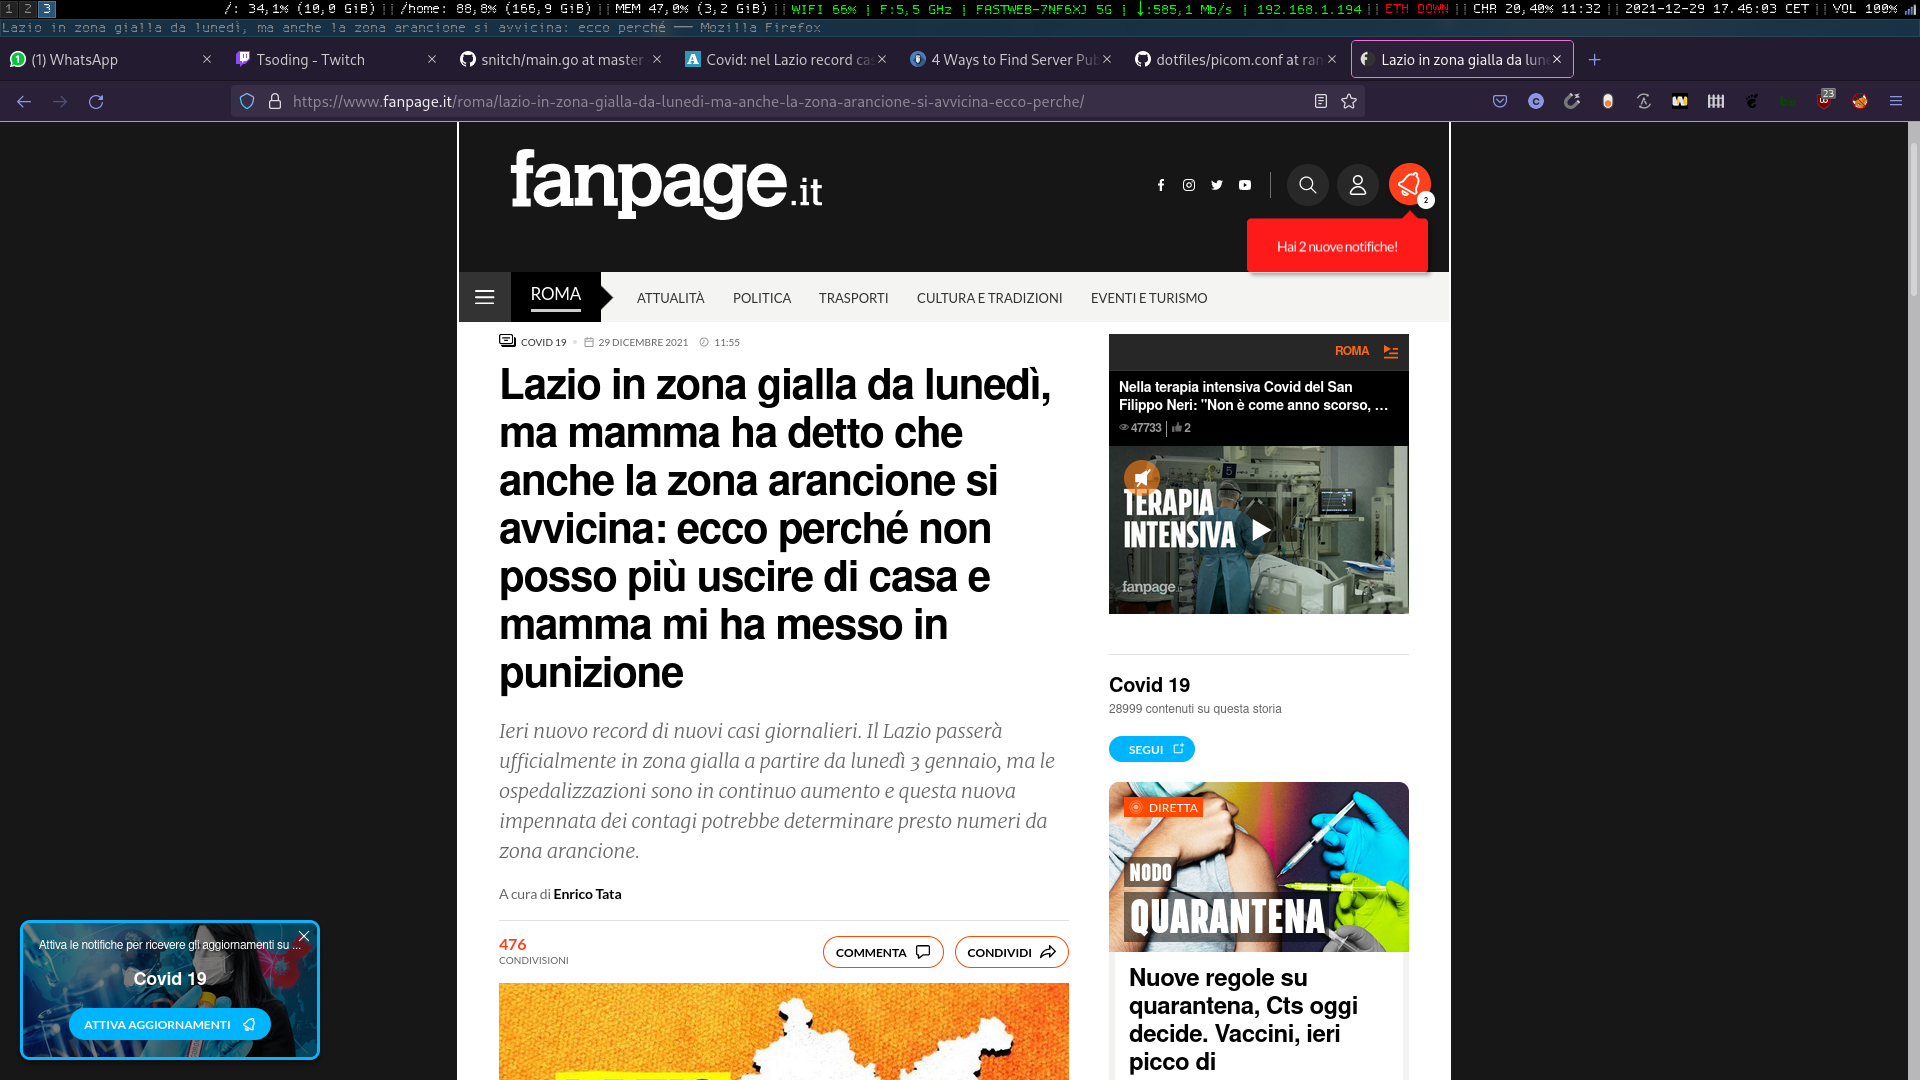 1 2 3 /: 34,1% (10,0 GiB) || /home: 88,8% (166,9 GiB) || MEM 47,0% (3,2 GiB) || WIFI 66% | F:5,5 GHz | FASTWEB-7NF6XJ 5G | ↓:585,1 Mb/s | 192.168.1.194 || ETH DOWN || CHR 20,40% 11:32 || 2021-12-29 17.46:03 CET || VOL 100%
Lazio in zona gialla da lunedì, ma anche la zona arancione si avvicina: ecco perché — Mozilla Firefox
(1) WhatsApp
Tsoding - Twitch
snitch/main.go at master
Covid: nel Lazio record ca
4 Ways to Find Server Pub
dotfiles/picom.conf at ran
Lazio in zona gialla da lune
https://www.fanpage.it/roma/lazio-in-zona-gialla-da-lunedi-ma-anche-la-zona-arancione-si-avvicina-ecco-perche/
23
fanpage.it
2
Hai 2 nuove notifiche!
ROMA
ATTUALITÀ
POLITICA
TRASPORTI
CULTURA E TRADIZIONI
EVENTI E TURISMO
COVID 19
29 DICEMBRE 2021
11:55
Lazio in zona gialla da lunedì,
ma mamma ha detto che
anche la zona arancione si
avvicina: ecco perché non
posso più uscire di casa e
mamma mi ha messo in
punizione
Ieri nuovo record di nuovi casi giornalieri. Il Lazio passerà
ufficialmente in zona gialla a partire da lunedì 3 gennaio, ma le
ospedalizzazioni sono in continuo aumento e questa nuova
impennata dei contagi potrebbe determinare presto numeri da
zona arancione.
A cura di Enrico Tata
476
CONDIVISIONI
COMMENTA
CONDIVIDI
ROMA
Nella terapia intensiva Covid del San
Filippo Neri: "Non è come anno scorso, ...
47733 | 2
5
TERAPIA
INTENSIVA
fanpage.it
Covid 19
28999 contenuti su questa storia
SEGUI
DIRETTA
NODO
QUARANTENA
Nuove regole su
quarantena, Cts oggi
decide. Vaccini, ieri
picco di
Attiva le notifiche per ricevere gli aggiornamenti su ...
Covid 19
ATTIVA AGGIORNAMENTI